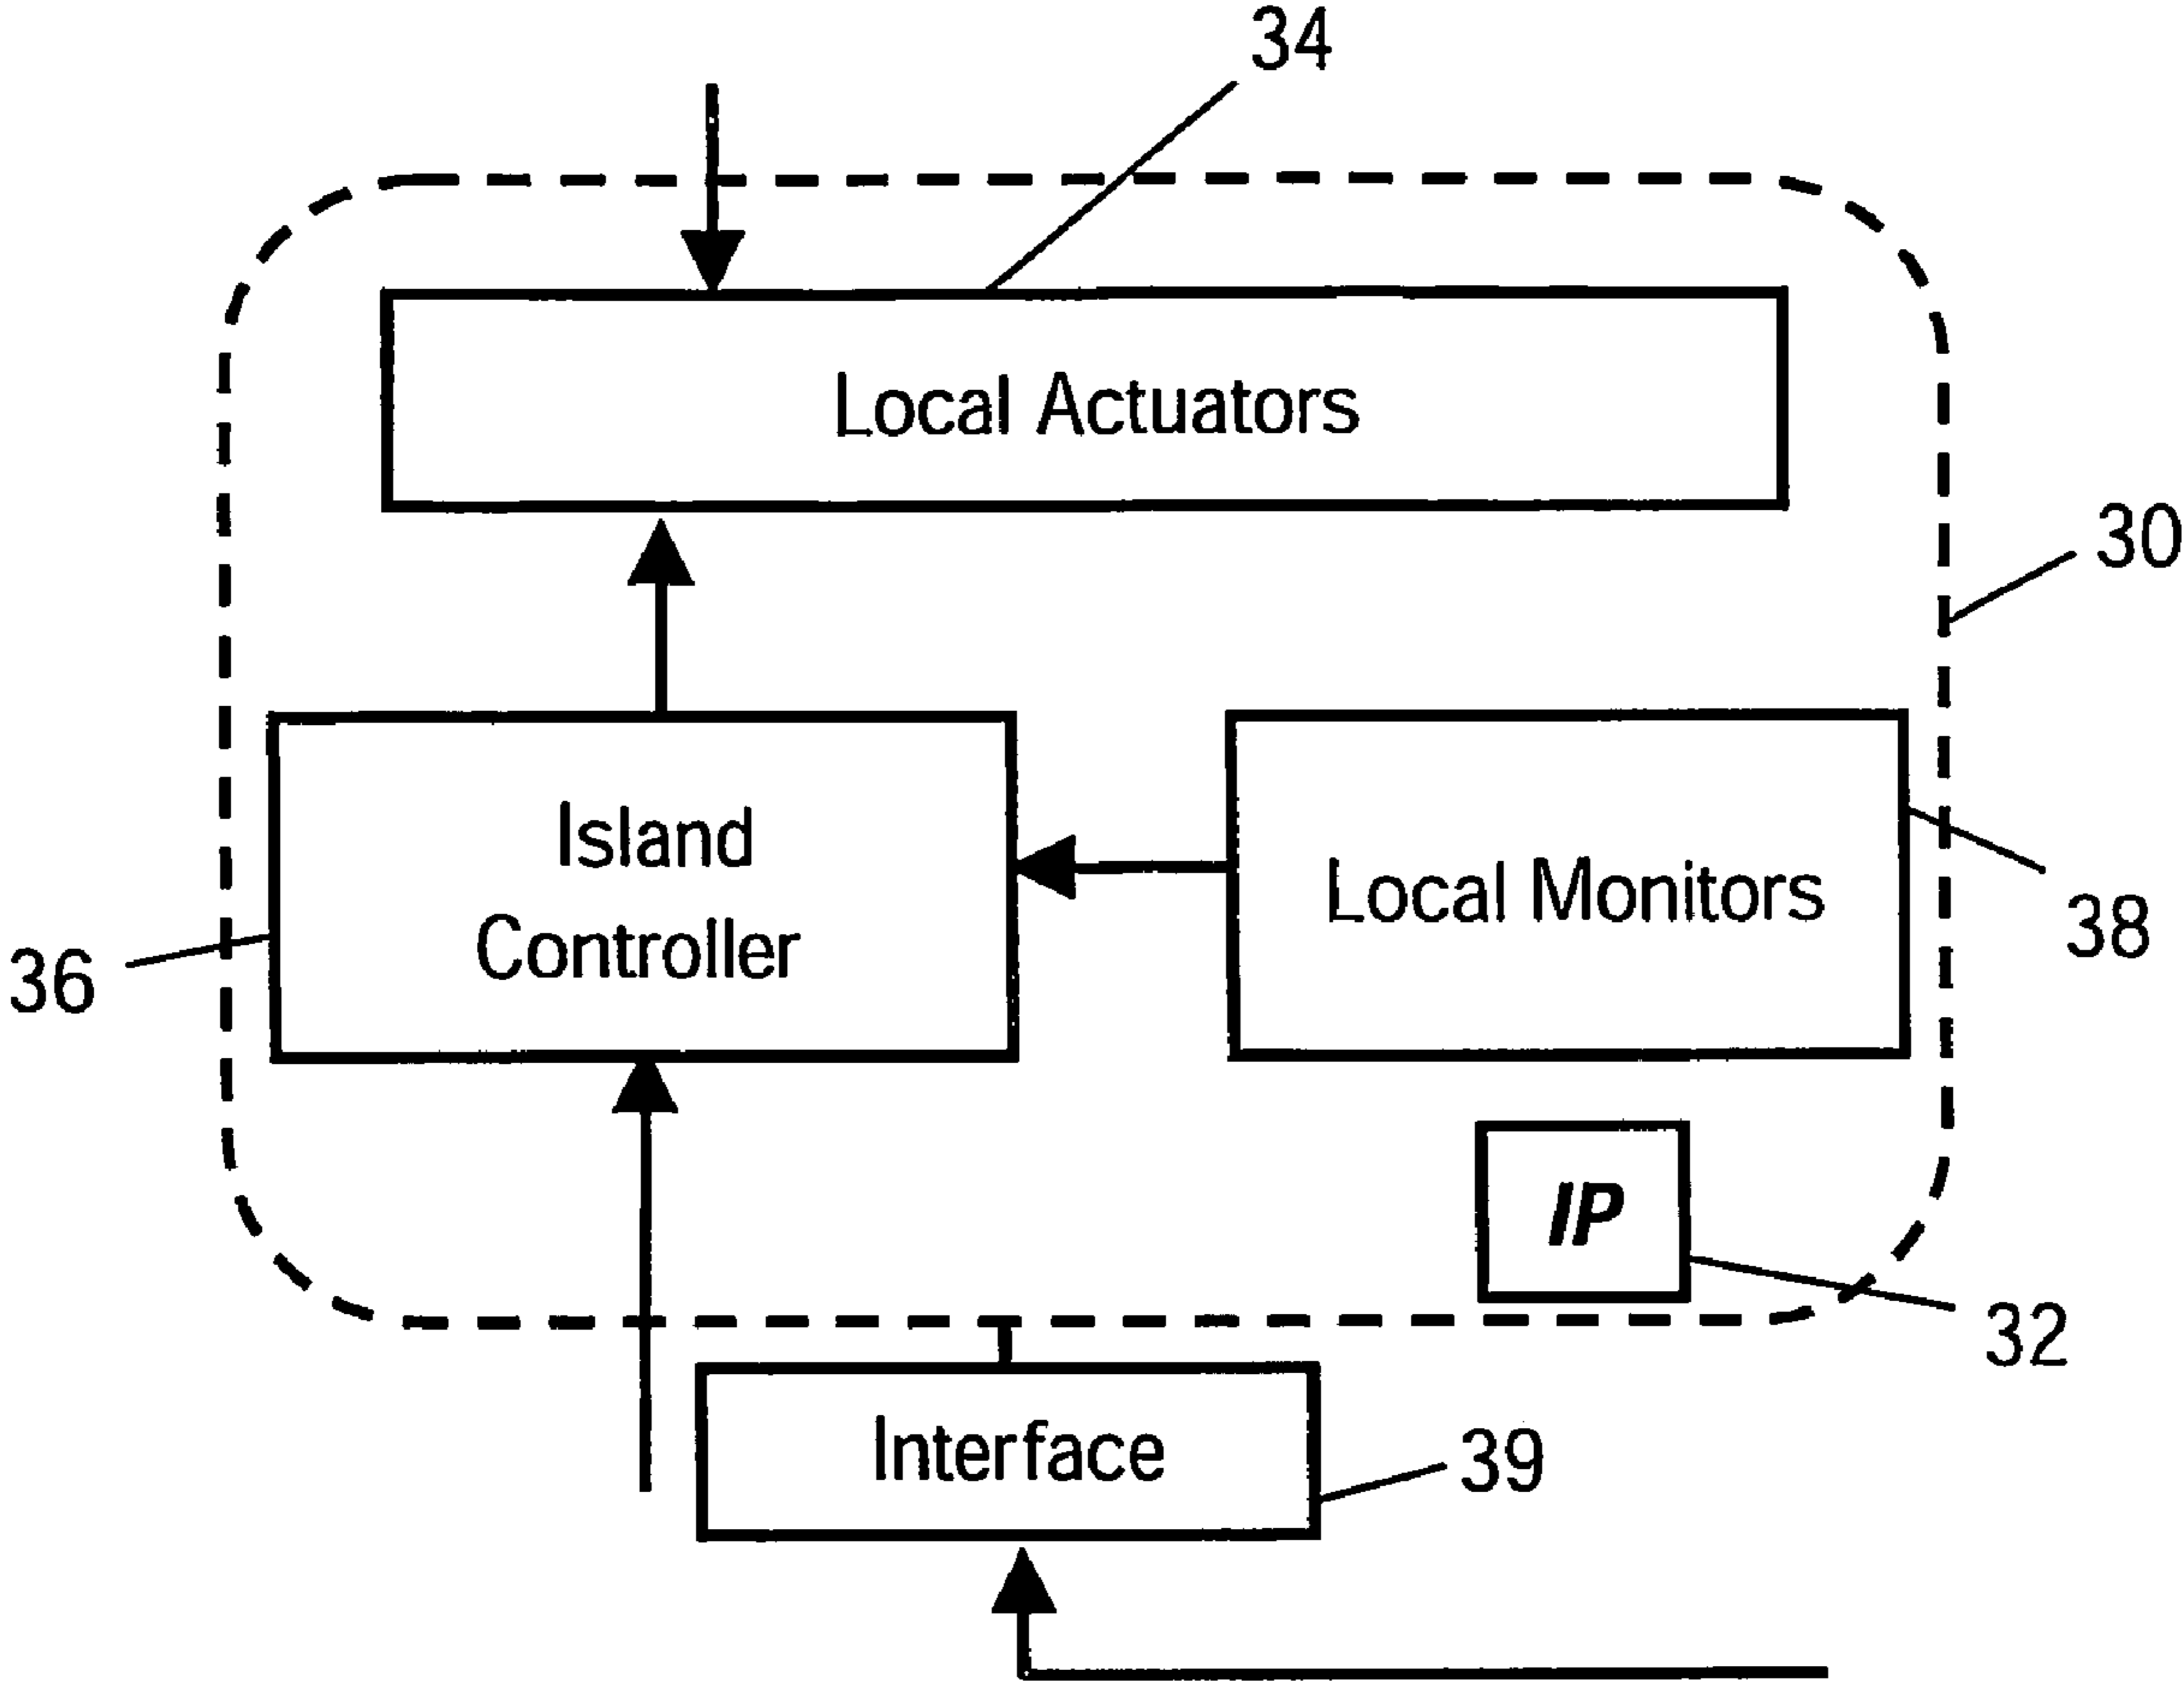 34
Local Actuators
30
Island
Controller
Local Monitors
36
38
IP
32
Interface
39